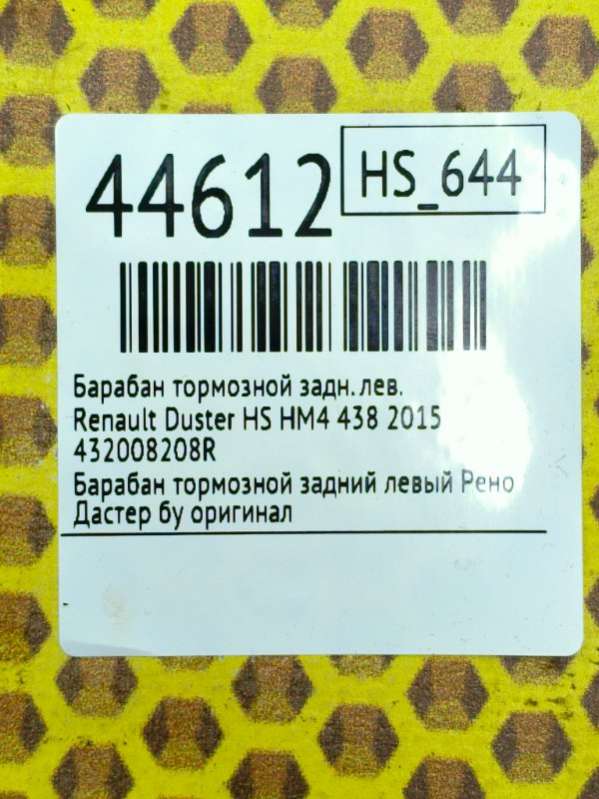 44612
HS_644
Барабан тормозной задн.лев.
Renault Duster HS HM4 438 2015
432008208R
Барабан тормозной задний левый Рено
Дастер бу оригинал